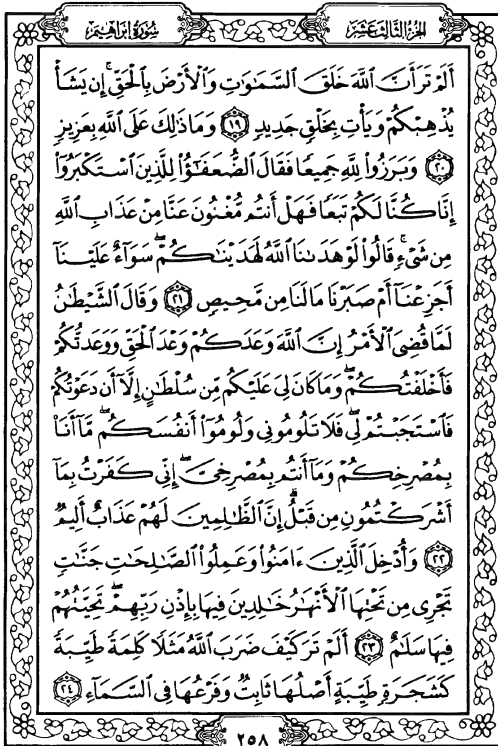 الجزء الثالث عشر
سورة إبراهيم
أَلَمْ تَرَ أَنَّ اللَّهَ خَلَقَ السَّمَٰوَٰتِ وَالْأَرْضَ بِالْحَقِّ ۚ إِن يَشَأْ
يُذْهِبْكُمْ وَيَأْتِ بِخَلْقٍ جَدِيدٍ ١٩ وَمَا ذَٰلِكَ عَلَى اللَّهِ بِعَزِيزٍ
٢٠ وَبَرَزُوا لِلَّهِ جَمِيعًا فَقَالَ الضُّعَفَٰٓؤُا لِلَّذِينَ اسْتَكْبَرُوٓا
إِنَّا كُنَّا لَكُمْ تَبَعًا فَهَلْ أَنتُم مُّغْنُونَ عَنَّا مِنْ عَذَابِ اللَّهِ
مِن شَىْءٍ ۚ قَالُوا لَوْ هَدَىٰنَا اللَّهُ لَهَدَيْنَٰكُمْ ۖ سَوَآءٌ عَلَيْنَآ
أَجَزِعْنَآ أَمْ صَبَرْنَا مَا لَنَا مِن مَّحِيصٍ ٢١ وَقَالَ الشَّيْطَٰنُ
لَمَّا قُضِىَ الْأَمْرُ إِنَّ اللَّهَ وَعَدَكُمْ وَعْدَ الْحَقِّ وَوَعَدتُّكُمْ
فَأَخْلَفْتُكُمْ ۖ وَمَا كَانَ لِىَ عَلَيْكُم مِّن سُلْطَٰنٍ إِلَّآ أَن دَعَوْتُكُمْ
فَاسْتَجَبْتُمْ لِى ۖ فَلَا تَلُومُونِى وَلُومُوٓا أَنفُسَكُم ۖ مَّآ أَنَا۠
بِمُصْرِخِكُمْ وَمَآ أَنتُم بِمُصْرِخِىَّ ۖ إِنِّى كَفَرْتُ بِمَآ
أَشْرَكْتُمُونِ مِن قَبْلُ ۗ إِنَّ الظَّٰلِمِينَ لَهُمْ عَذَابٌ أَلِيمٌ
٢٢ وَأُدْخِلَ الَّذِينَ ءَامَنُوا وَعَمِلُوا الصَّٰلِحَٰتِ جَنَّٰتٍ
تَجْرِى مِن تَحْتِهَا الْأَنْهَٰرُ خَٰلِدِينَ فِيهَا بِإِذْنِ رَبِّهِمْ ۖ تَحِيَّتُهُمْ
فِيهَا سَلَٰمٌ ٢٣ أَلَمْ تَرَ كَيْفَ ضَرَبَ اللَّهُ مَثَلًا كَلِمَةً طَيِّبَةً
كَشَجَرَةٍ طَيِّبَةٍ أَصْلُهَا ثَابِتٌ وَفَرْعُهَا فِى السَّمَآءِ ٢٤
٢٥٨